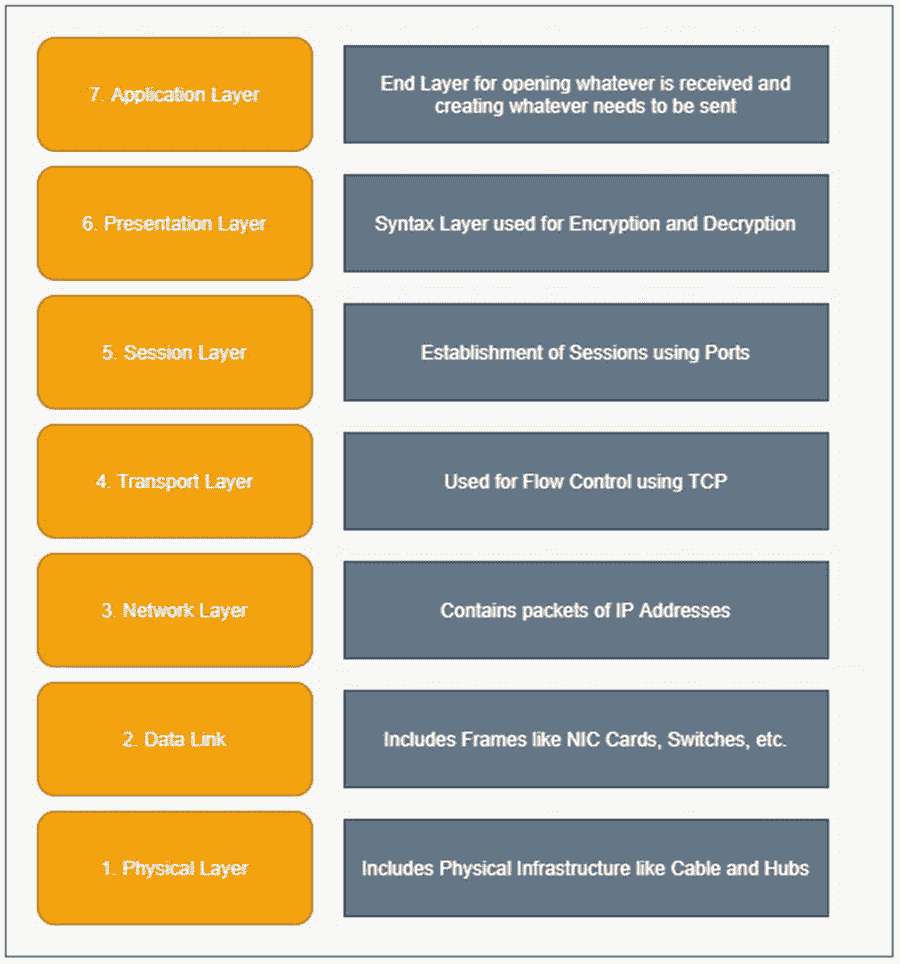 7. Application Layer
End Layer for opening whatever is received and
creating whatever needs to be sent
6. Presentation Layer
Syntax Layer used for Encryption and Decryption
5. Session Layer
Establishment of Sessions using Ports
4. Transport Layer
Used for Flow Control using TCP
3. Network Layer
Contains packets of IP Addresses
2. Data Link
Includes Frames like NIC Cards, Switches, etc.
1. Physical Layer
Includes Physical Infrastructure like Cable and Hubs